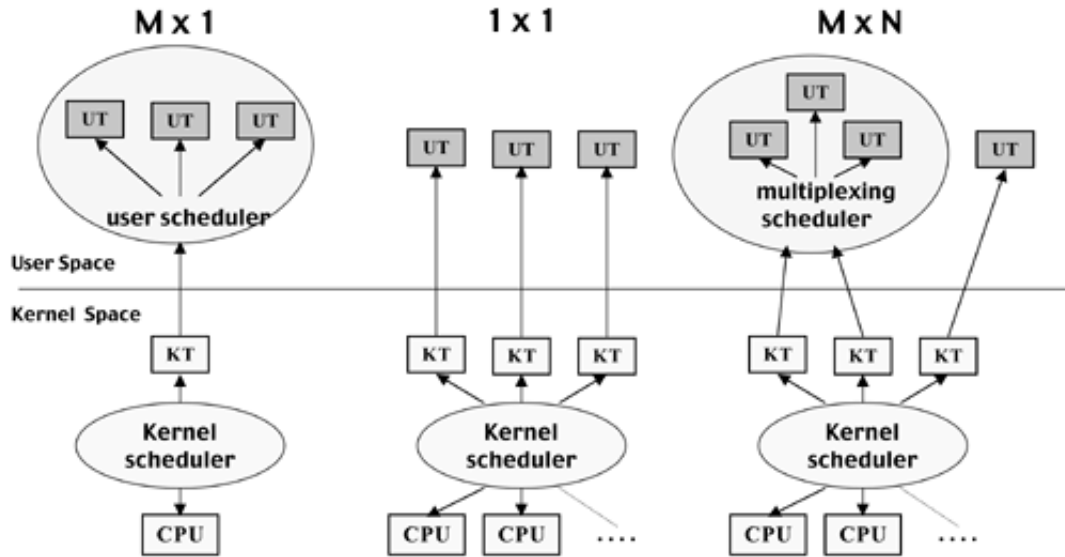 M x 1
1 x 1
M x N
UT
UT UT UT
UT UT
UT UT UT
UT
user scheduler
multiplexing
scheduler
User Space
Kernel Space
KT
KT KT KT
KT KT KT
Kernel
scheduler
Kernel
scheduler
Kernel
scheduler
CPU
CPU CPU ....
CPU CPU ....